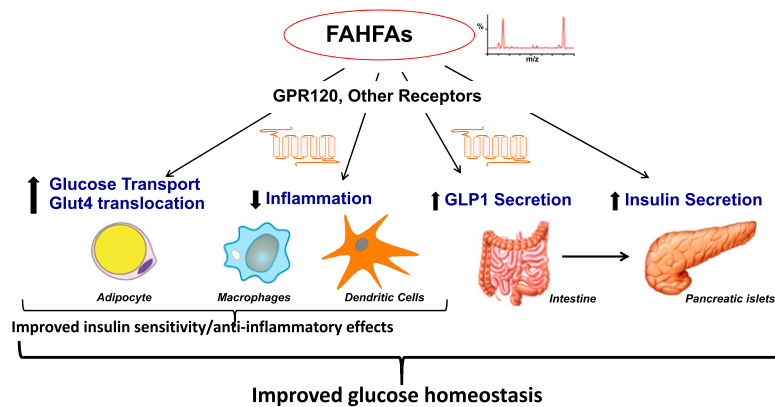 FAHFAs
%
m/z
GPR120, Other Receptors
Glucose Transport
Glut4 translocation
Inflammation
GLP1 Secretion
Insulin Secretion
Adipocyte
Macrophages
Dendritic Cells
Intestine
Pancreatic islets
Improved insulin sensitivity/anti-inflammatory effects
Improved glucose homeostasis